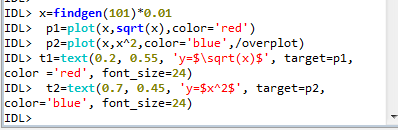 IDL> x=findgen(101)*0.01
IDL> p1=plot(x,sqrt(x),color='red')
IDL> p2=plot(x,x^2,color='blue',/overplot)
IDL> t1=text(0.2, 0.55, 'y=$\sqrt(x)$', target=p1,
color ='red', font_size=24)
IDL> t2=text(0.7, 0.45, 'y=$x^2$', target=p2,
color='blue', font_size=24)
IDL>